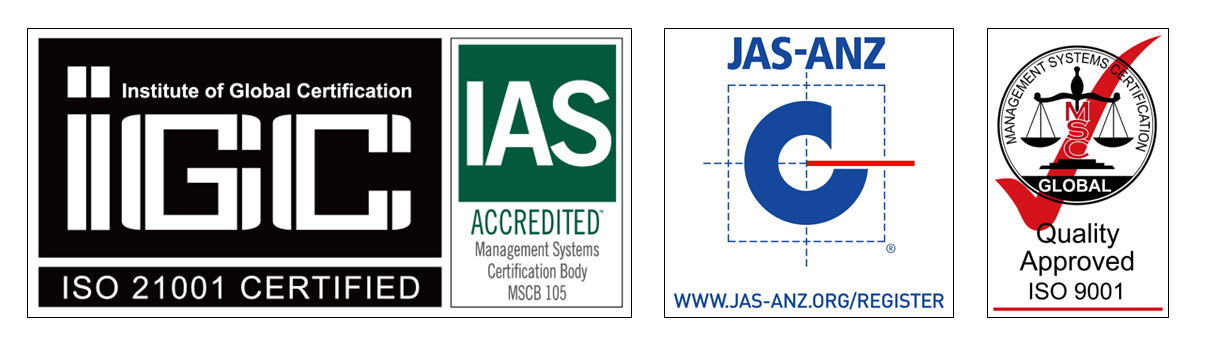 Institute of Global Certification
iGC
ISO 21001 CERTIFIED
IAS
ACCREDITED™
Management Systems
Certification Body
MSCB 105
JAS-ANZ
®
WWW.JAS-ANZ.ORG/REGISTER
MANAGEMENT SYSTEMS CERTIFICATION
MSC
GLOBAL
Quality
Approved
ISO 9001